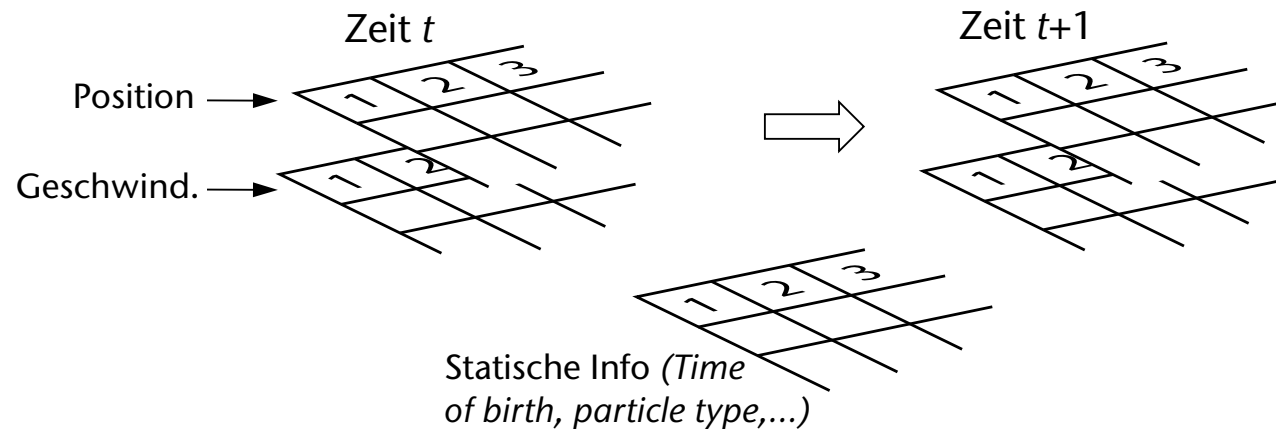 Zeit t
Zeit t+1
Position
1 2 3
1 2 3
Geschwind.
1 2
1 2
1 2 3
Statische Info (Time
of birth, particle type,...)